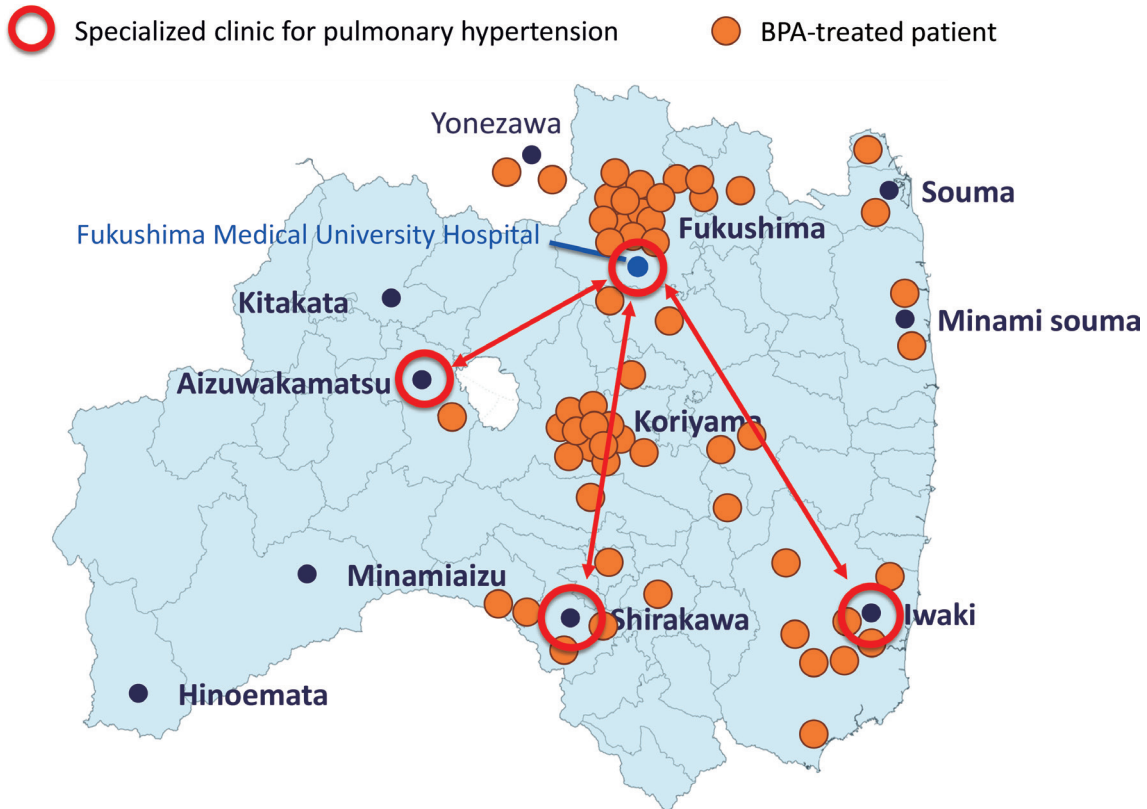 Specialized clinic for pulmonary hypertension
BPA-treated patient
Yonezawa
Souma
Fukushima
Fukushima Medical University Hospital
Kitakata
Minami souma
Aizuwakamatsu
Koriyama
Minamiaizu
Shirakawa
Iwaki
Hinoemata